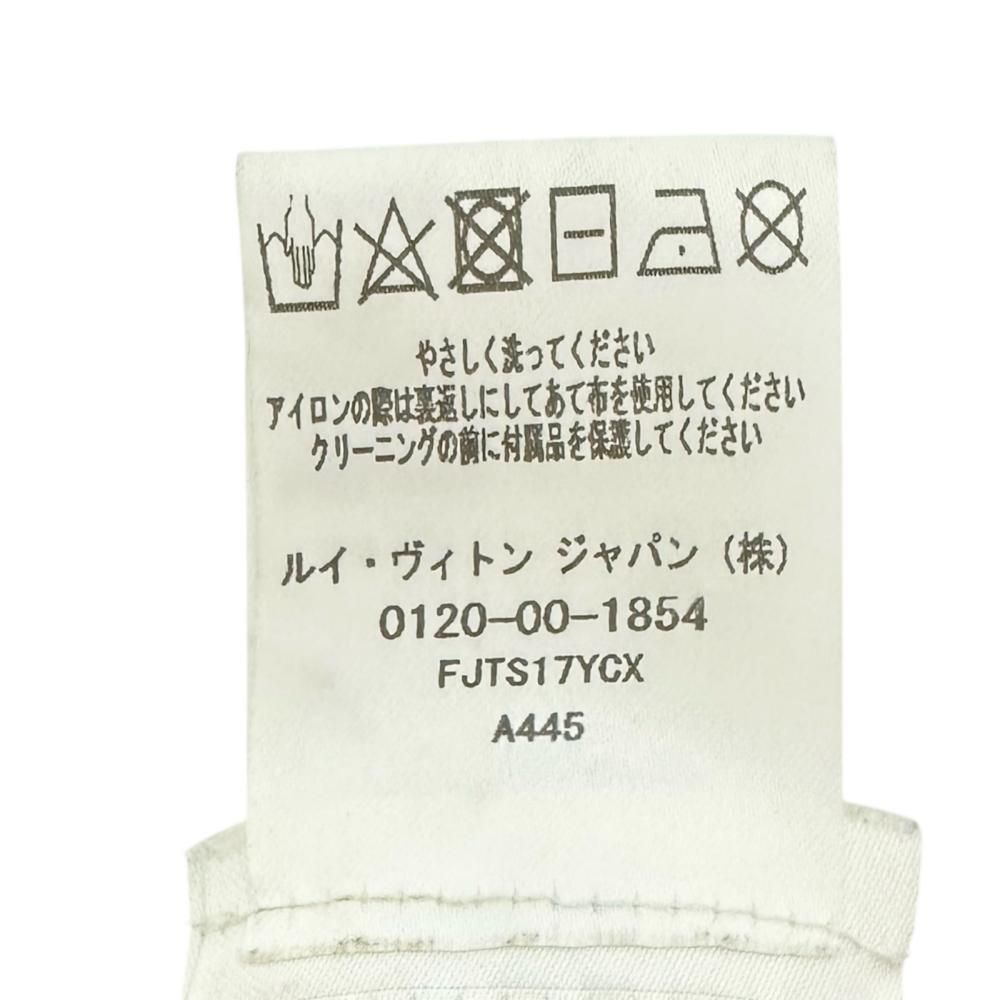 やさしく洗ってください
アイロンの際は裏返しにしてあて布を使用してください
クリーニングの前に付属品を保護してください
ルイ・ヴィトン ジャパン（株）
0120-00-1854
FJTS17YCX
A445